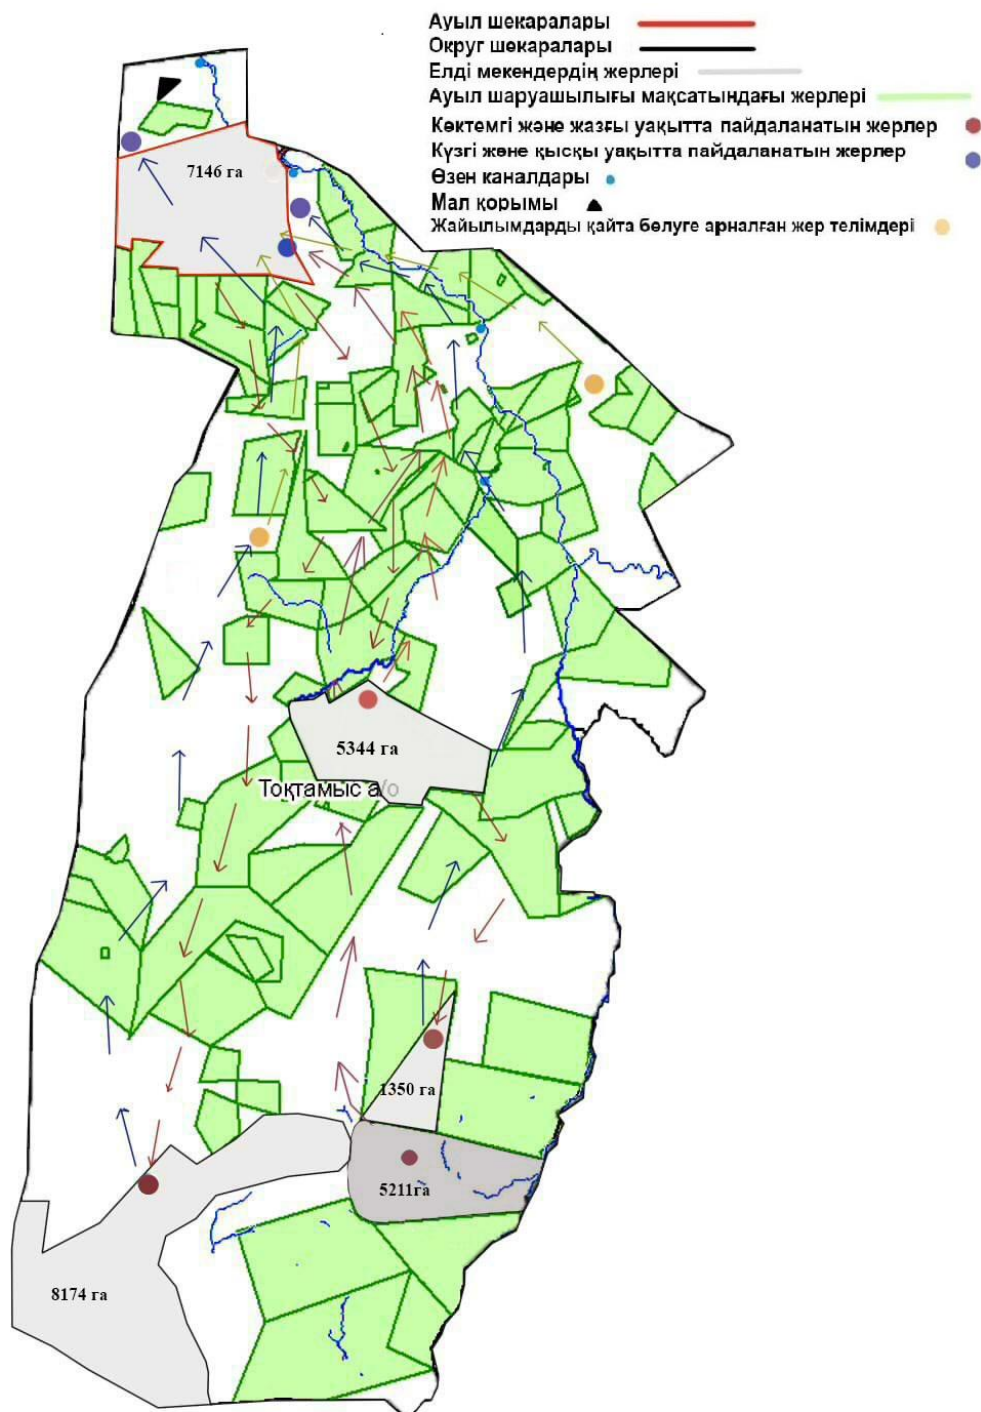 Ауыл шекаралары
Округ шекаралары
Елді мекендердің жерлері
Ауыл шаруашылығы мақсатындағы жерлері
Көктемгі және жазғы уақытта пайдаланатын жерлер
Күзгі және қысқы уақытта пайдаланатын жерлер
Өзен каналдары
Мал қорымы
Жайылымдарды қайта бөлуге арналған жер телімдері
7146 га
5344 га
Тоқтамыс а/о
1350 га
5211га
8174 га